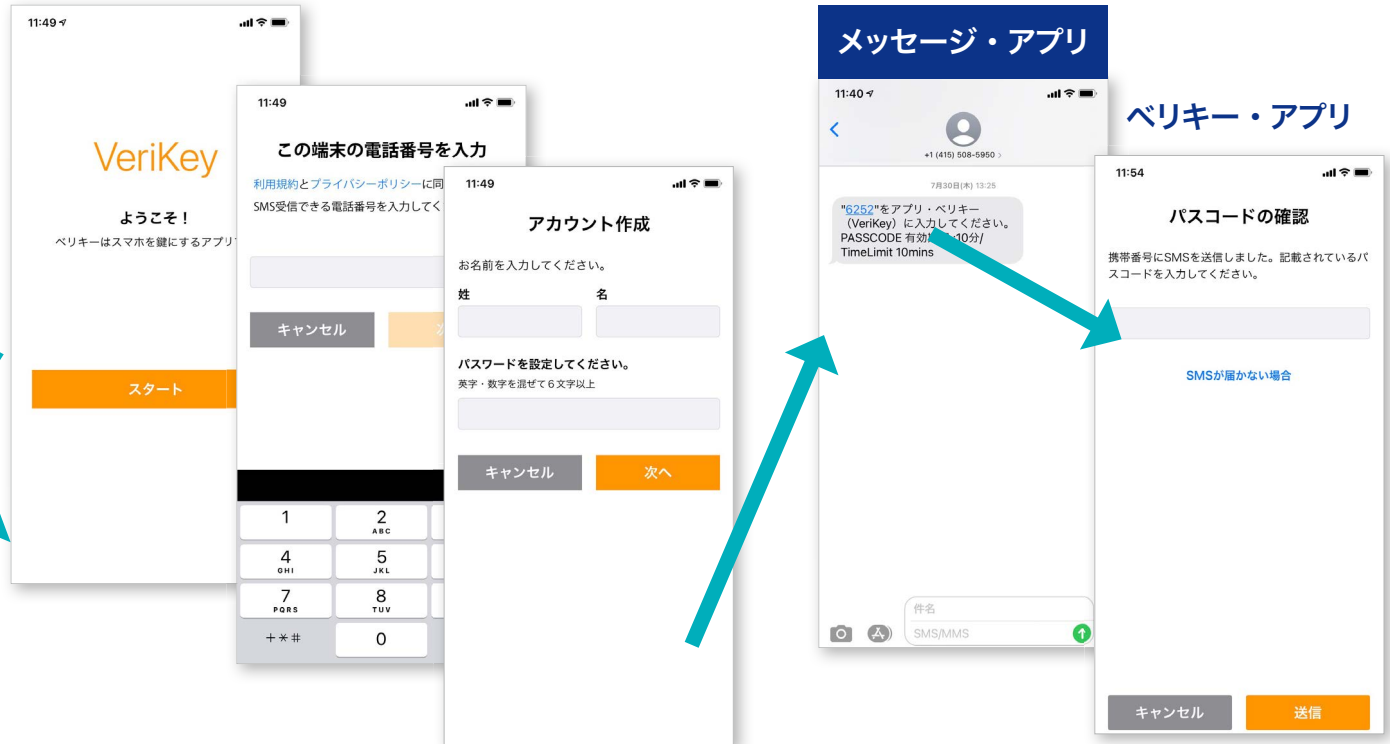 11:49
VeriKey
ようこそ！
ベリキーはスマホを鍵にするアプリ
スタート
11:49
この端末の電話番号を入力
利用規約とプライバシーポリシーに同
SMS受信できる電話番号を入力してく
キャンセル
1
2
ABC
4
GHI
5
JKL
7
PQRS
8
TUV
+*#
0
11:49
アカウント作成
お名前を入力してください。
姓 名
パスワードを設定してください。
英字・数字を混ぜて６文字以上
キャンセル 次へ
メッセージ・アプリ
11:40
+1 (415) 508-5950
7月30日(木) 13:25
"6252"をアプリ・ベリキー
（VeriKey）に入力してください。
PASSCODE 有効 10分/
TimeLimit 10mins
件名
SMS/MMS
ベリキー・アプリ
11:54
パスコードの確認
携帯番号にSMSを送信しました。記載されているパ
スコードを入力してください。
SMSが届かない場合
キャンセル 送信